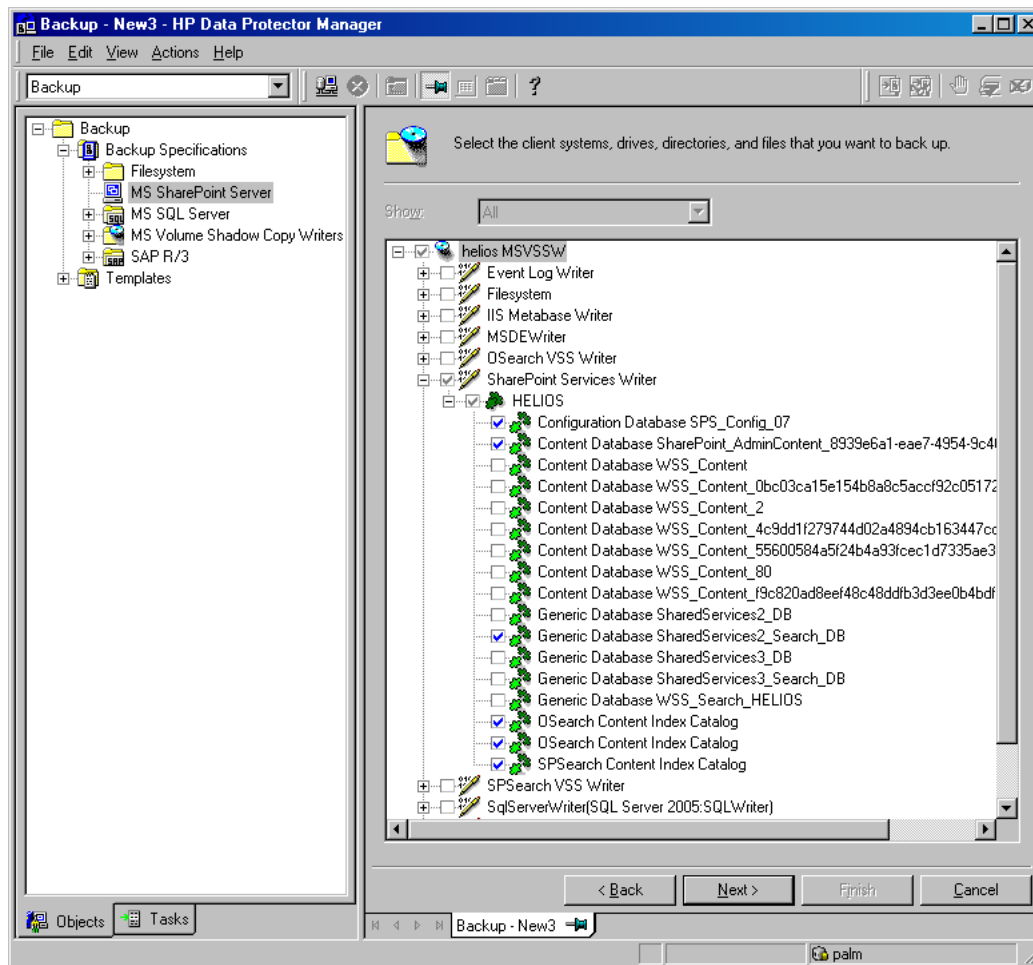 Backup - New3 - HP Data Protector Manager
File Edit View Actions Help
Backup
Backup
Backup Specifications
Filesystem
MS SharePoint Server
MS SQL Server
MS Volume Shadow Copy Writers
SAP R/3
Templates
Objects
Tasks
Select the client systems, drives, directories, and files that you want to back up.
Show:
All
helios MSVSSW
Event Log Writer
Filesystem
IIS Metabase Writer
MSDEWriter
OSearch VSS Writer
SharePoint Services Writer
HELIOS
Configuration Database SPS_Config_07
Content Database SharePoint_AdminContent_8939e6a1-eae7-4954-9c4
Content Database WSS_Content
Content Database WSS_Content_0bc03ca15e154b8a8c5accf92c05172
Content Database WSS_Content_2
Content Database WSS_Content_4c9dd1f279744d02a4894cb163447cc
Content Database WSS_Content_55600584a5f24b4a93fcec1d7335ae3
Content Database WSS_Content_80
Content Database WSS_Content_f9c820ad8eef48c48ddfb3d3ee0b4bdf
Generic Database SharedServices2_DB
Generic Database SharedServices2_Search_DB
Generic Database SharedServices3_DB
Generic Database SharedServices3_Search_DB
Generic Database WSS_Search_HELIOS
OSearch Content Index Catalog
OSearch Content Index Catalog
SPSearch Content Index Catalog
SPSearch VSS Writer
SqlServerWriter(SQL Server 2005:SQLWriter)
< Back
Next >
Finish
Cancel
Backup - New3
palm